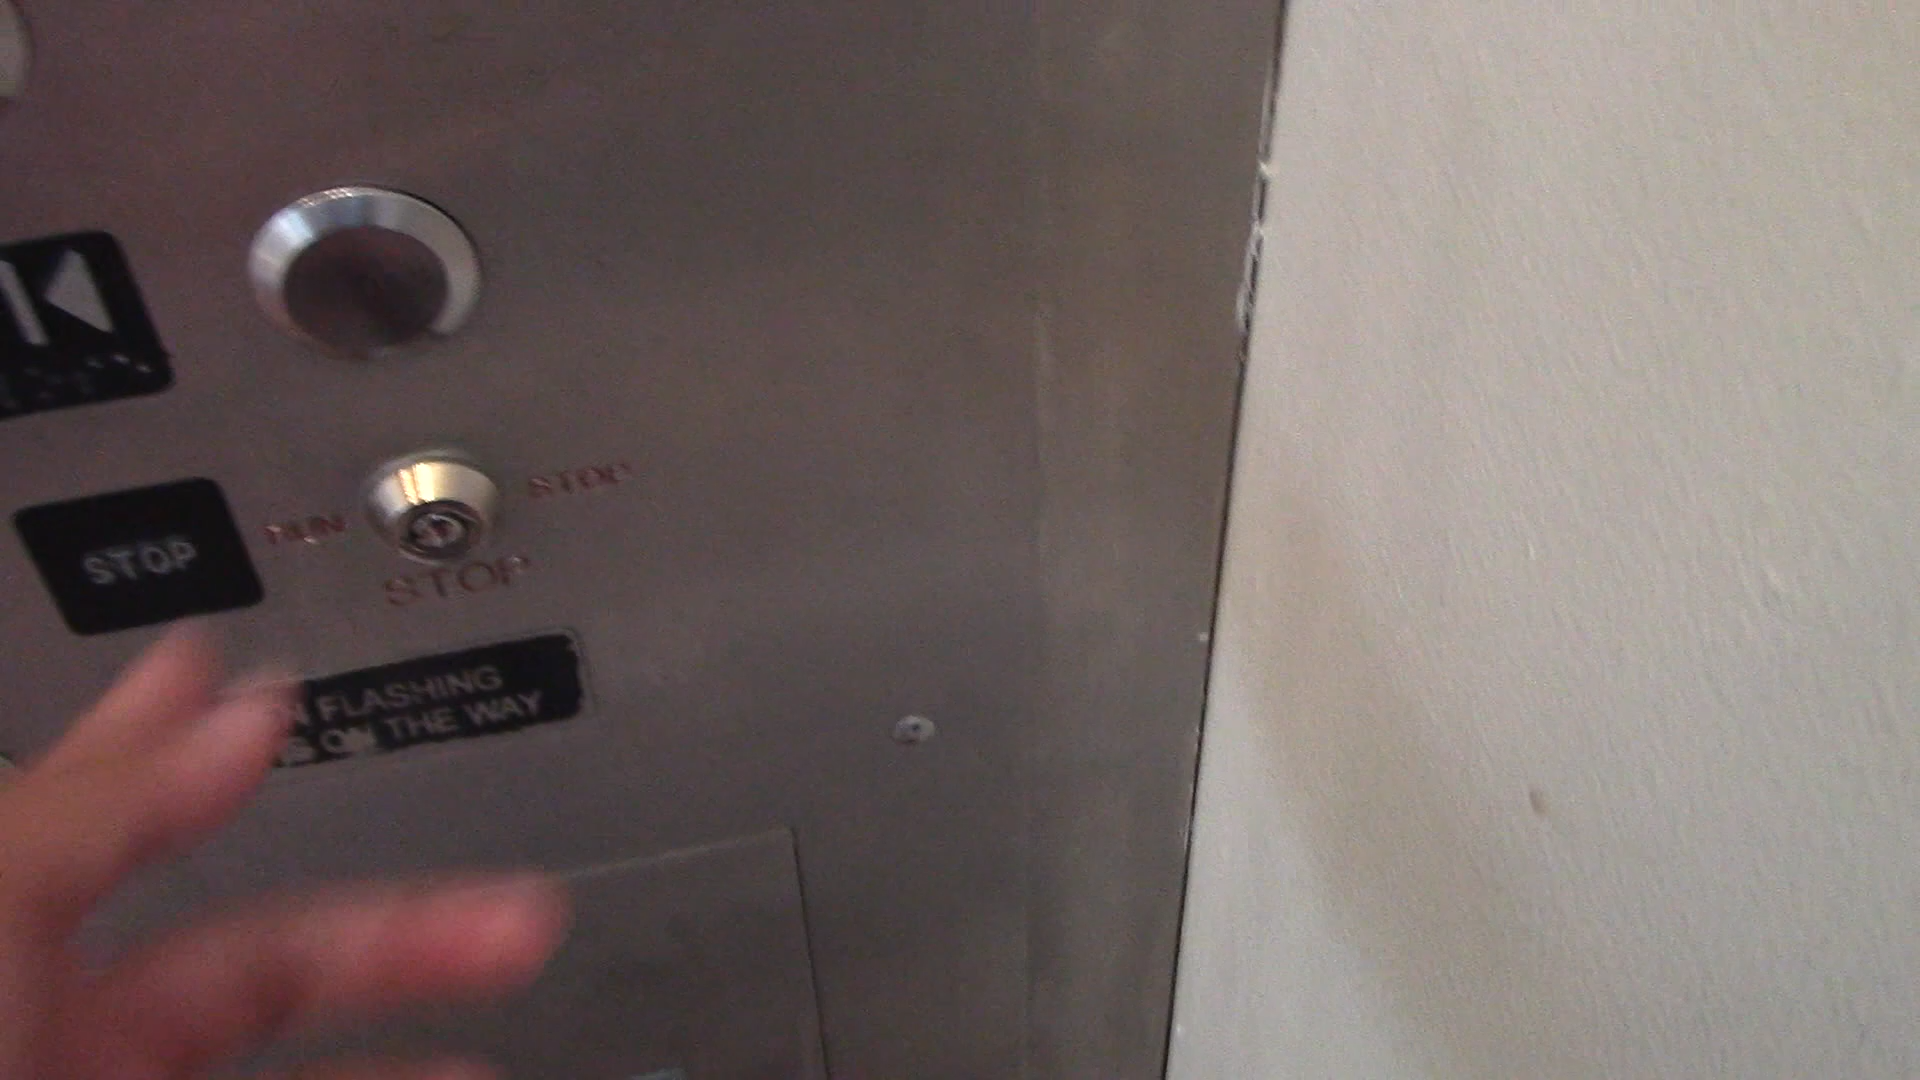 STOP
RUN STOP
STOP
FLASHING
ON THE WAY